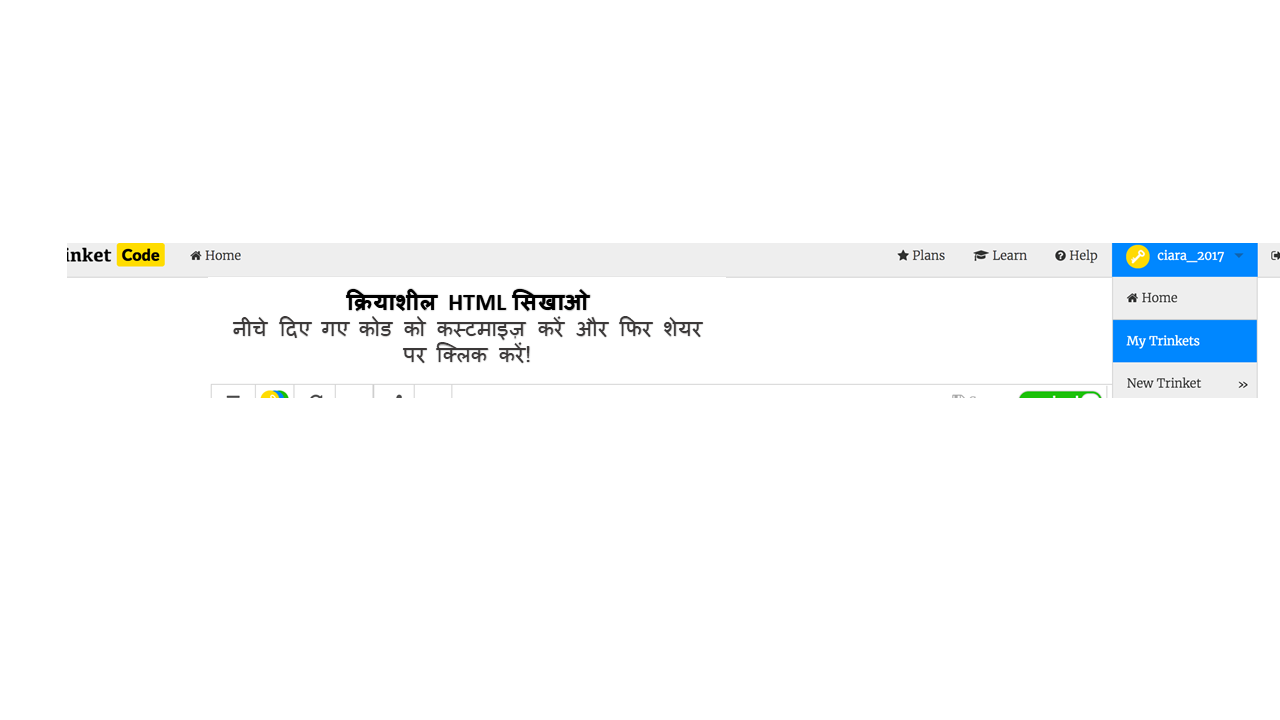 Code Home Plans Learn Help ciara_2017
Home
My Trinkets
New Trinket »
क्रियाशील HTML सिखाओ
नीचे दिए गए कोड को कस्टमाइज़ करें और फिर शेयर
पर क्लिक करें!